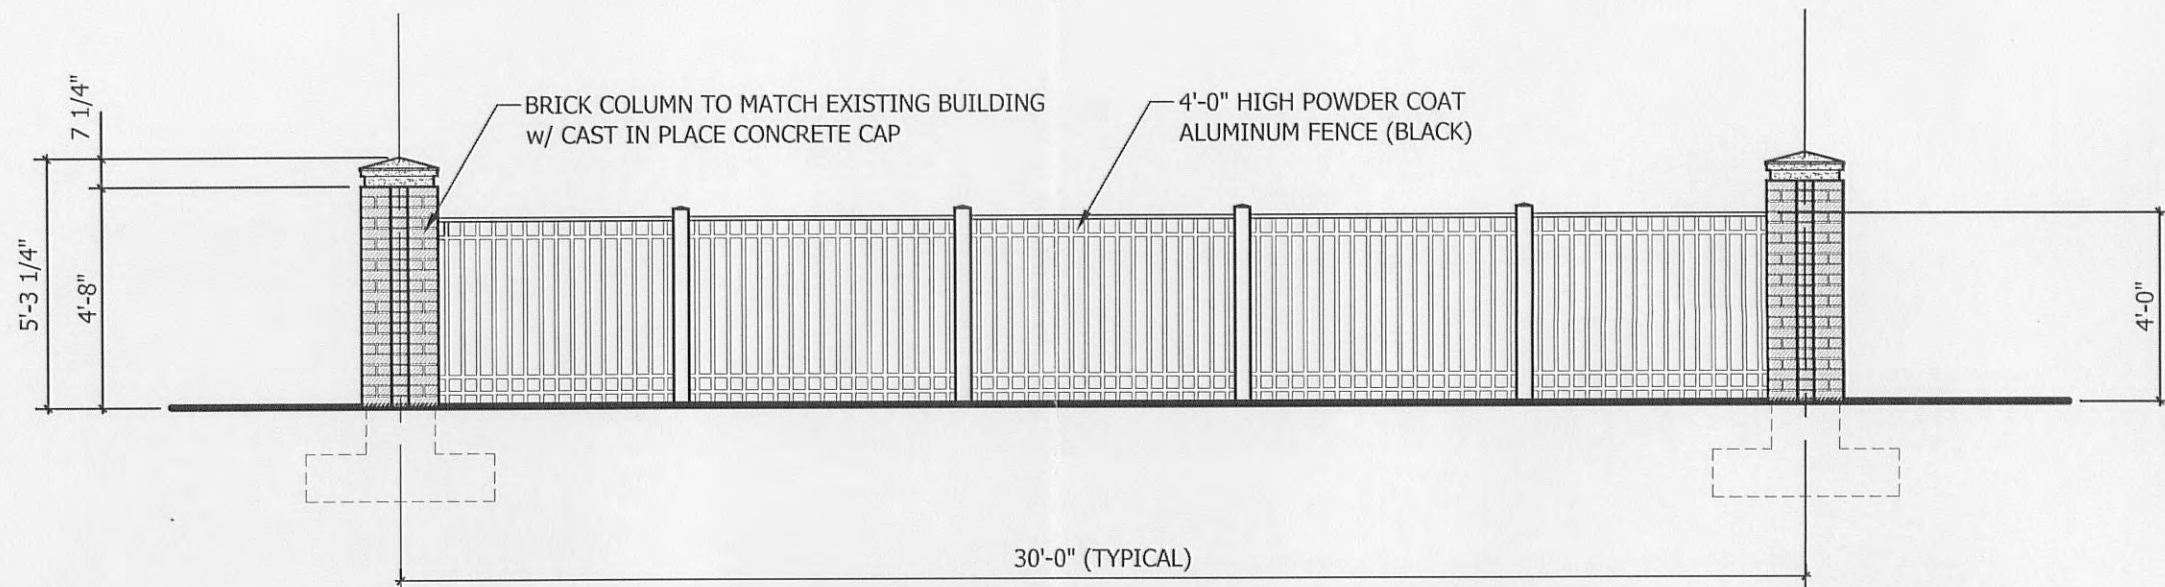 7 1/4"
5'-3 1/4"
4'-8"
BRICK COLUMN TO MATCH EXISTING BUILDING
w/ CAST IN PLACE CONCRETE CAP
4'-0" HIGH POWDER COAT
ALUMINUM FENCE (BLACK)
4'-0"
30'-0" (TYPICAL)